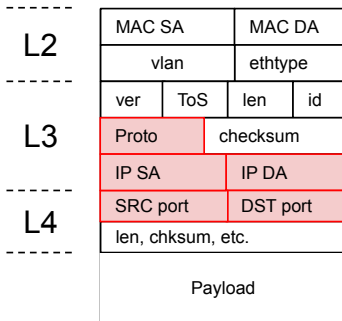 L2
MAC SA MAC DA
vlan ethtype
L3
ver ToS len id
Proto checksum
IP SA IP DA
L4
SRC port DST port
len, chksum, etc.
Payload